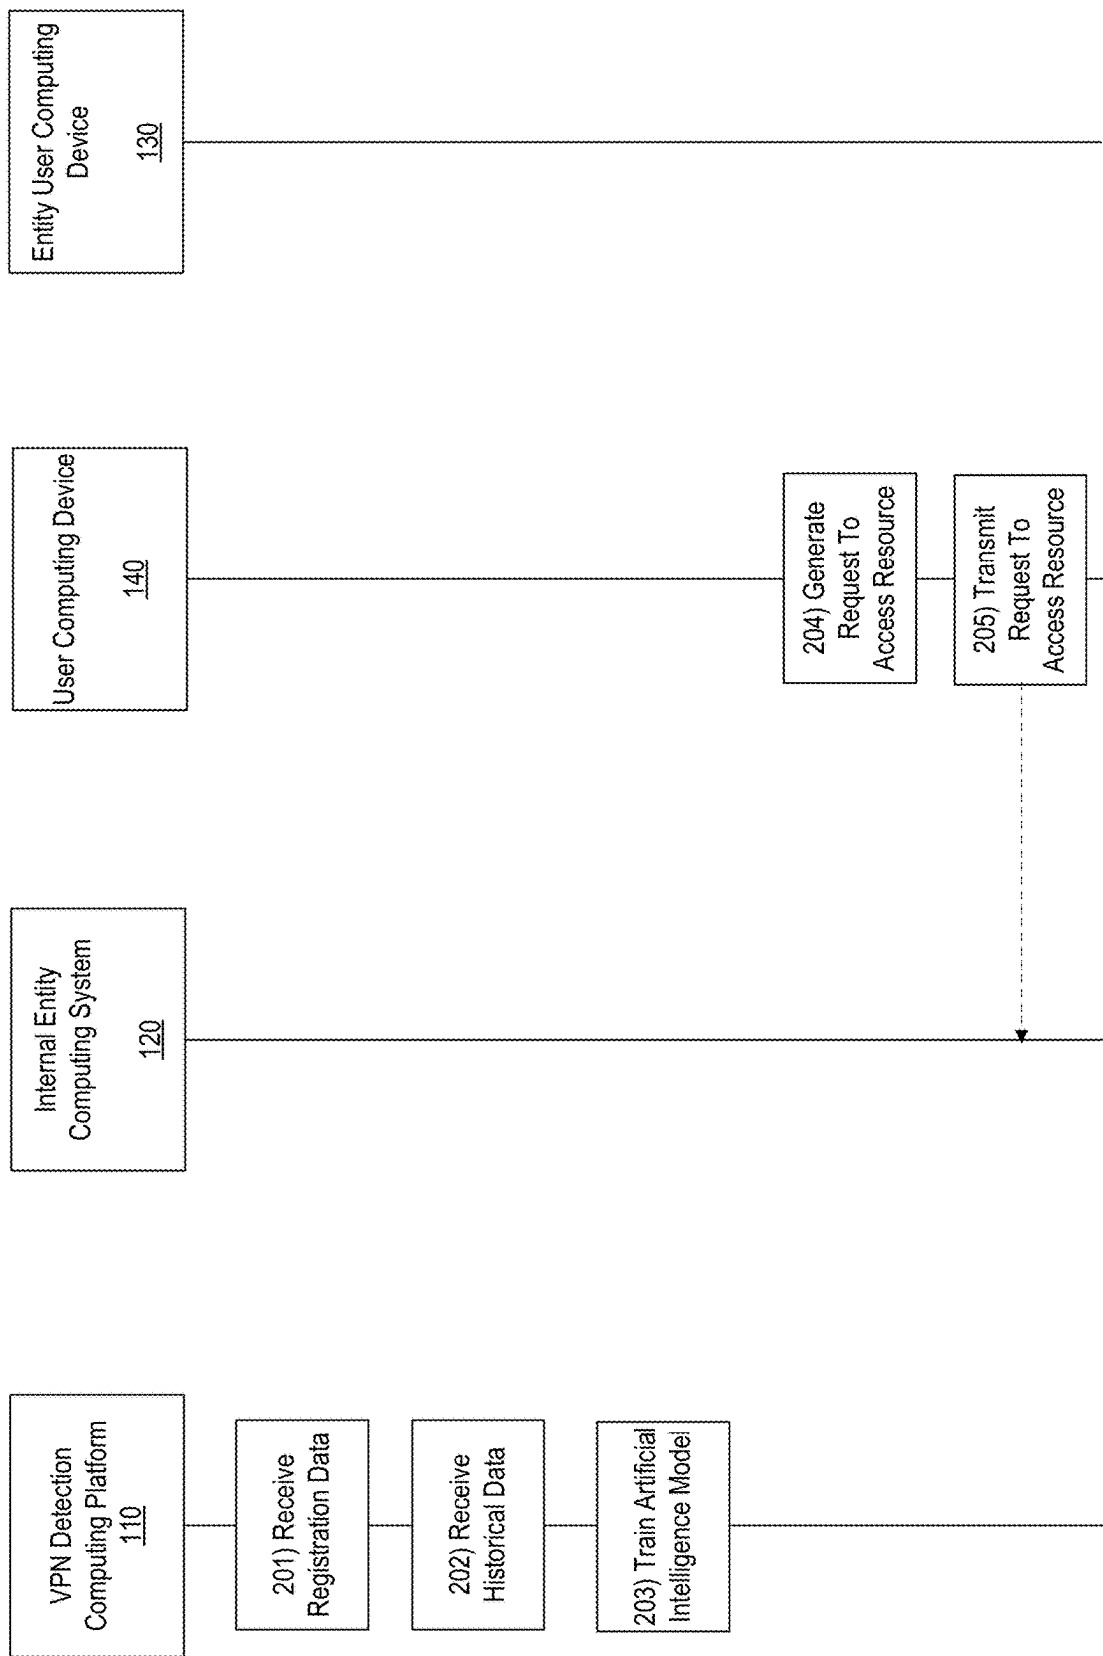 VPN Detection
Computing Platform
110
Internal Entity
Computing System
120
User Computing Device
140
Entity User Computing
Device
130
201) Receive
Registration Data
202) Receive
Historical Data
203) Train Artificial
Intelligence Model
204) Generate
Request To
Access Resource
205) Transmit
Request To
Access Resource